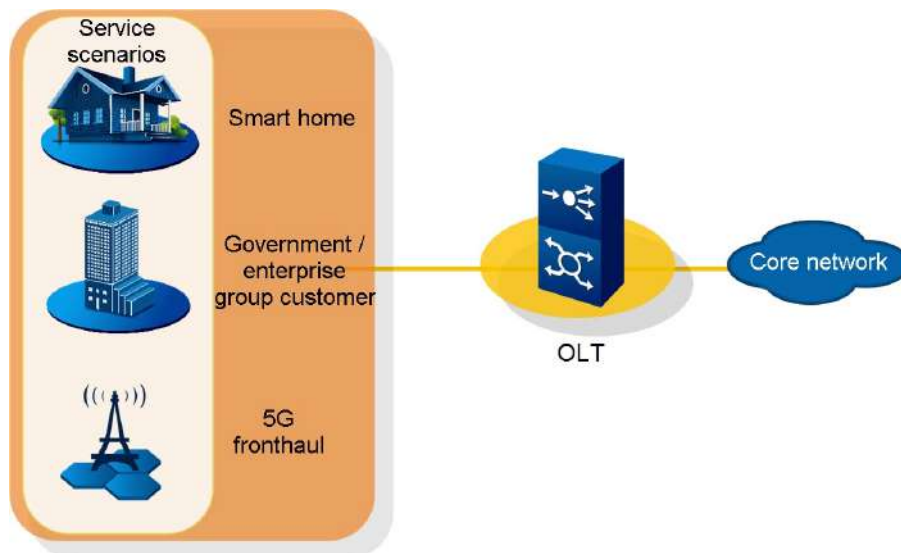 Service
scenarios
Smart home
Government /
enterprise
group customer
5G
fronthaul
OLT
Core network